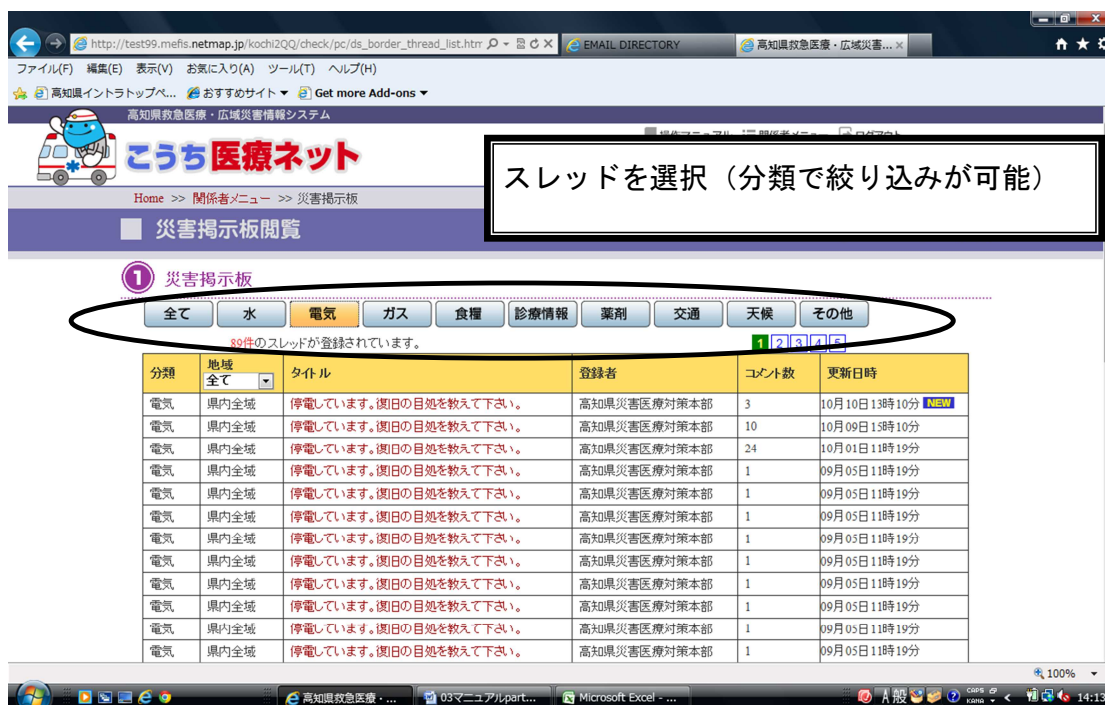 http://test99.mefis.netmap.jp/kochi2QQ/check/pc/ds_border_thread_list.htm
EMAIL DIRECTORY
高知県救急医療・広域災害...
ファイル(F) 編集(E) 表示(V) お気に入り(A) ツール(T) ヘルプ(H)
高知県イントラトップペ... おすすめサイト ▼ Get more Add-ons ▼
高知県救急医療・広域災害情報システム
こうち医療ネット
スレッドを選択（分類で絞り込みが可能）
Home >> 関係者メニュー >> 災害掲示板
災害掲示板閲覧
1 災害掲示板
全て 水 電気 ガス 食糧 診療情報 薬剤 交通 天候 その他
89件のスレッドが登録されています。 1 2 3 4 5
分類 地域 全て タイトル 登録者 コメント数 更新日時
電気 県内全域 停電しています。復旧の目処を教えて下さい。 高知県災害医療対策本部 3 10月10日13時10分 NEW
電気 県内全域 停電しています。復旧の目処を教えて下さい。 高知県災害医療対策本部 10 10月09日15時10分
電気 県内全域 停電しています。復旧の目処を教えて下さい。 高知県災害医療対策本部 24 10月01日11時19分
電気 県内全域 停電しています。復旧の目処を教えて下さい。 高知県災害医療対策本部 1 09月05日11時19分
電気 県内全域 停電しています。復旧の目処を教えて下さい。 高知県災害医療対策本部 1 09月05日11時19分
電気 県内全域 停電しています。復旧の目処を教えて下さい。 高知県災害医療対策本部 1 09月05日11時19分
電気 県内全域 停電しています。復旧の目処を教えて下さい。 高知県災害医療対策本部 1 09月05日11時19分
電気 県内全域 停電しています。復旧の目処を教えて下さい。 高知県災害医療対策本部 1 09月05日11時19分
電気 県内全域 停電しています。復旧の目処を教えて下さい。 高知県災害医療対策本部 1 09月05日11時19分
電気 県内全域 停電しています。復旧の目処を教えて下さい。 高知県災害医療対策本部 1 09月05日11時19分
電気 県内全域 停電しています。復旧の目処を教えて下さい。 高知県災害医療対策本部 1 09月05日11時19分
電気 県内全域 停電しています。復旧の目処を教えて下さい。 高知県災害医療対策本部 1 09月05日11時19分
100%
高知県救急医療・... 03マニュアルpart... Microsoft Excel - ... A 般 CAPS KANA 14:13